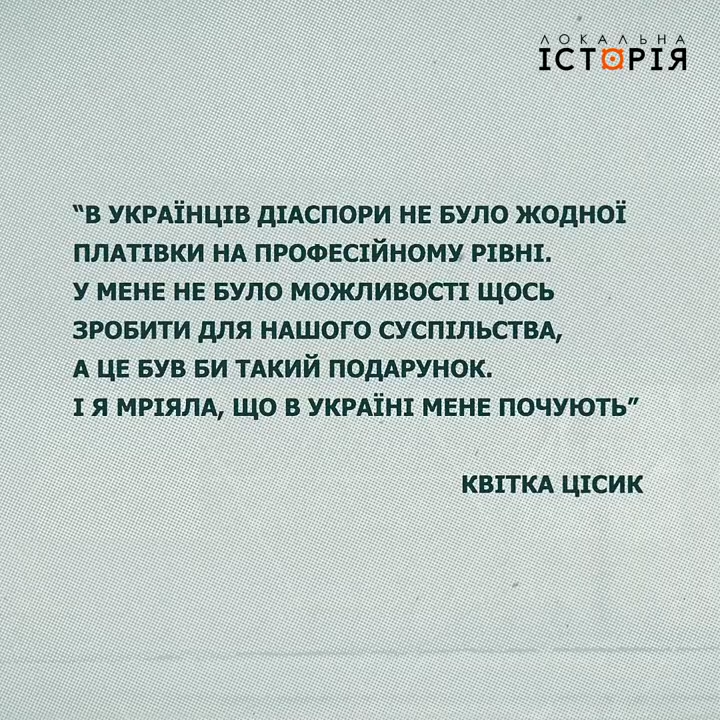 ЛОКАЛЬНА
ІСТОРІЯ
“В УКРАЇНЦІВ ДІАСПОРИ НЕ БУЛО ЖОДНОЇ
ПЛАТІВКИ НА ПРОФЕСІЙНОМУ РІВНІ.
У МЕНЕ НЕ БУЛО МОЖЛИВОСТІ ЩОСЬ
ЗРОБИТИ ДЛЯ НАШОГО СУСПІЛЬСТВА,
А ЦЕ БУВ БИ ТАКИЙ ПОДАРУНОК.
І Я МРІЯЛА, ЩО В УКРАЇНІ МЕНЕ ПОЧУЮТЬ”
КВІТКА ЦІСИК